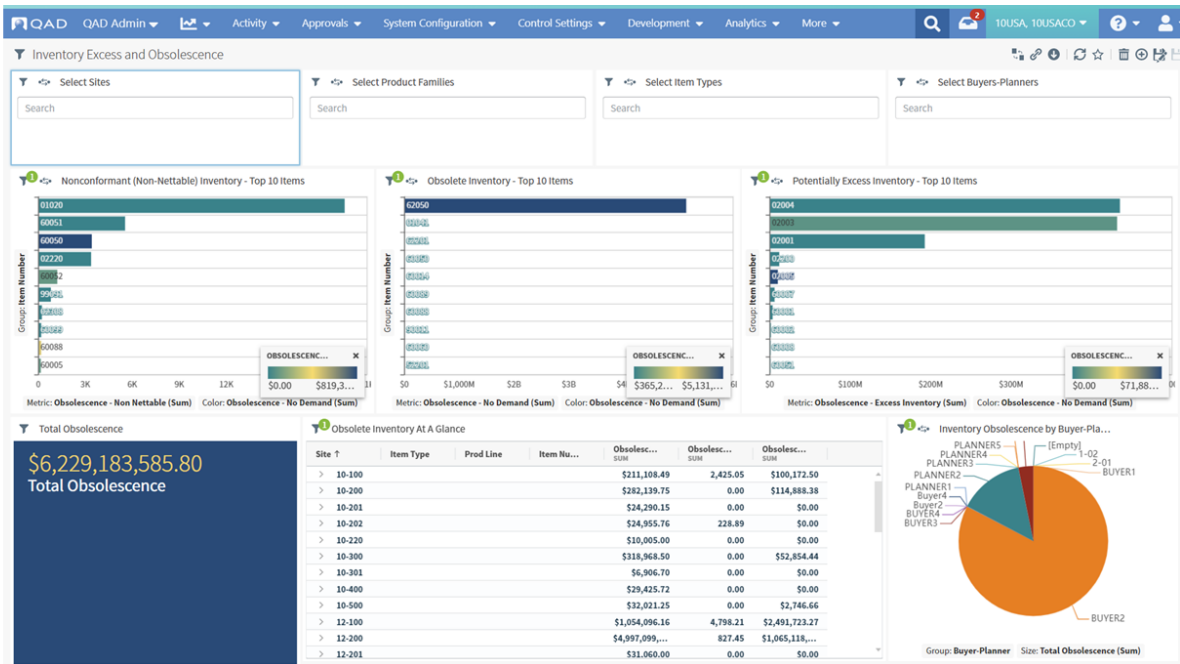 QAD QAD Admin Activity Approvals System Configuration Control Settings Development Analytics More 2 10USA, 10USACO ?
Inventory Excess and Obsolescence
Select Sites Select Product Families Select Item Types Select Buyers-Planners
Search Search Search Search
1 Nonconformant (Non-Nettable) Inventory - Top 10 Items
Group: Item Number
01020
60051
60050
02220
60052
60088
60005
0 3K 6K 9K 12K
OBSOLESCENC... ×
$0.00 $819,3...
Metric: Obsolescence - Non Nettable (Sum) Color: Obsolescence - No Demand (Sum)
1 Obsolete Inventory - Top 10 Items
Group: Item Number
62050
$0 $1,000M $2B $3B
OBSOLESCENC... ×
$365,2... $5,131,...
Metric: Obsolescence - No Demand (Sum) Color: Obsolescence - No Demand (Sum)
1 Potentially Excess Inventory - Top 10 Items
Group: Item Number
02004
02003
02001
$0 $100M $200M $300M
OBSOLESCENC... ×
$0.00 $71,88...
Metric: Obsolescence - Excess Inventory (Sum) Color: Obsolescence - No Demand (Sum)
Total Obsolescence
$6,229,183,585.80
Total Obsolescence
1 Obsolete Inventory At A Glance
Site ↑ Item Type Prod Line Item Nu... Obsolesc... SUM Obsolesc... SUM Obsolesc... SUM
10-100 $211,108.49 2,425.05 $100,172.50
10-200 $282,139.75 0.00 $114,888.38
10-201 $24,290.15 0.00 $0.00
10-202 $24,955.76 228.89 $0.00
10-220 $10,005.00 0.00 $0.00
10-300 $318,968.50 0.00 $52,854.44
10-301 $6,906.70 0.00 $0.00
10-400 $29,425.72 0.00 $0.00
10-500 $32,021.25 0.00 $2,746.66
12-100 $1,054,096.16 4,798.21 $2,491,723.27
12-200 $4,997,099,... 827.45 $1,065,118,...
12-201 $31,060.00 0.00 $0.00
1 Inventory Obsolescence by Buyer-Pla...
PLANNER5
PLANNER4
PLANNER3
PLANNER2
PLANNER1
Buyer4
Buyer2
BUYER4
BUYER3
[Empty]
1-02
2-01
BUYER1
BUYER2
Group: Buyer-Planner Size: Total Obsolescence (Sum)